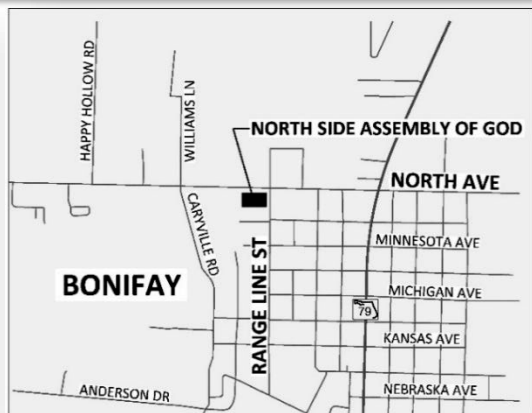 HAPPY HOLLOW RD
WILLIAMS LN
NORTH SIDE ASSEMBLY OF GOD
NORTH AVE
CARYVILLE RD
MINNESOTA AVE
BONIFAY
RANGE LINE ST
MICHIGAN AVE
79
KANSAS AVE
ANDERSON DR
NEBRASKA AVE